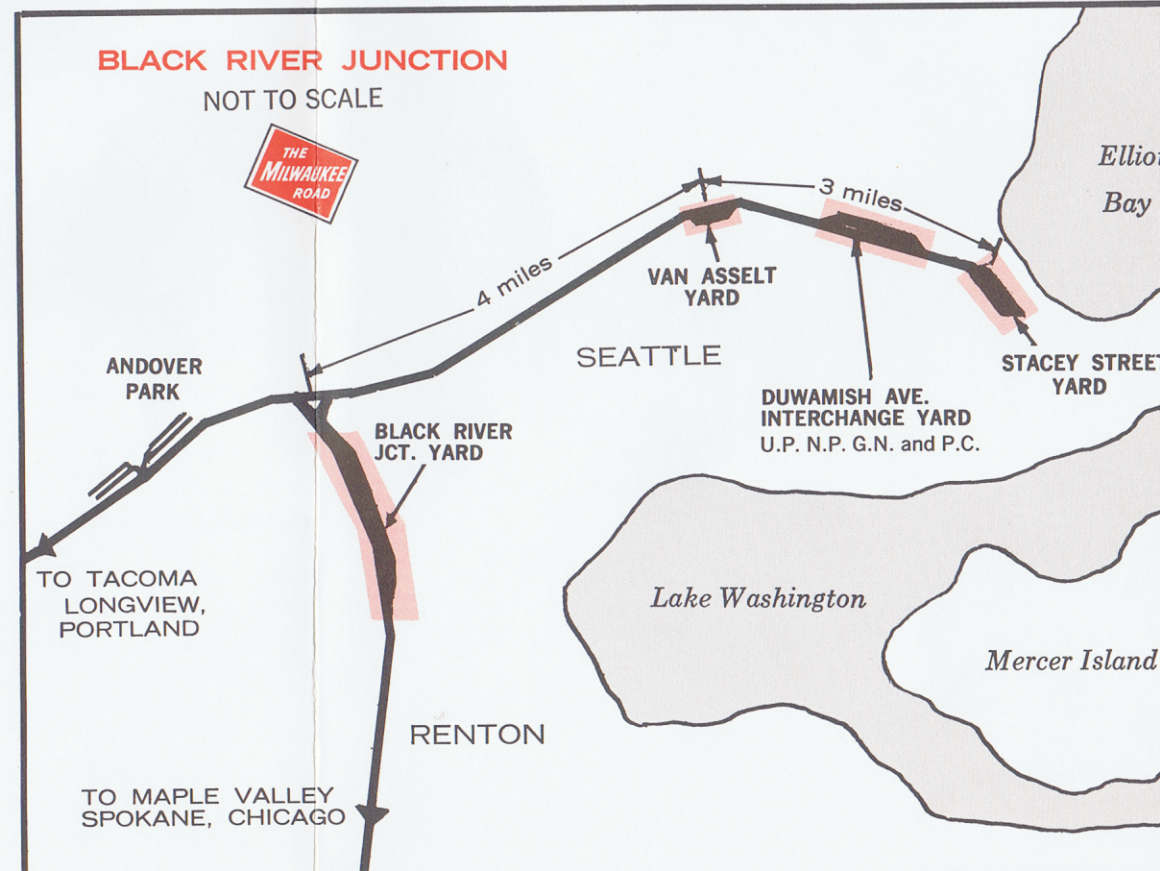 BLACK RIVER JUNCTION
NOT TO SCALE
THE
MILWAUKEE
ROAD
Bay
3 miles
4 miles
VAN ASSELT
YARD
SEATTLE
ANDOVER
PARK
STACEY STREET
YARD
DUWAMISH AVE.
INTERCHANGE YARD
U.P. N.P. G.N. and P.C.
BLACK RIVER
JCT. YARD
TO TACOMA
LONGVIEW,
PORTLAND
Lake Washington
Mercer Island
RENTON
TO MAPLE VALLEY
SPOKANE, CHICAGO